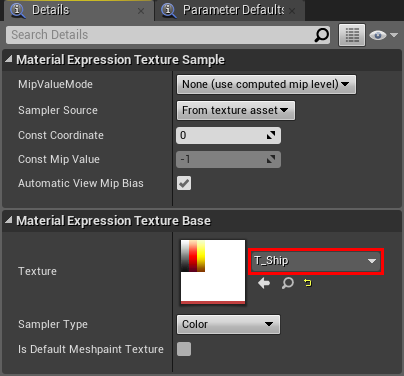 Details
Parameter Defaults
Search Details
Material Expression Texture Sample
MipValueMode
None (use computed mip level)
Sampler Source
From texture asset
Const Coordinate
0
Const Mip Value
-1
Automatic View Mip Bias
Material Expression Texture Base
Texture
T_Ship
Sampler Type
Color
Is Default Meshpaint Texture